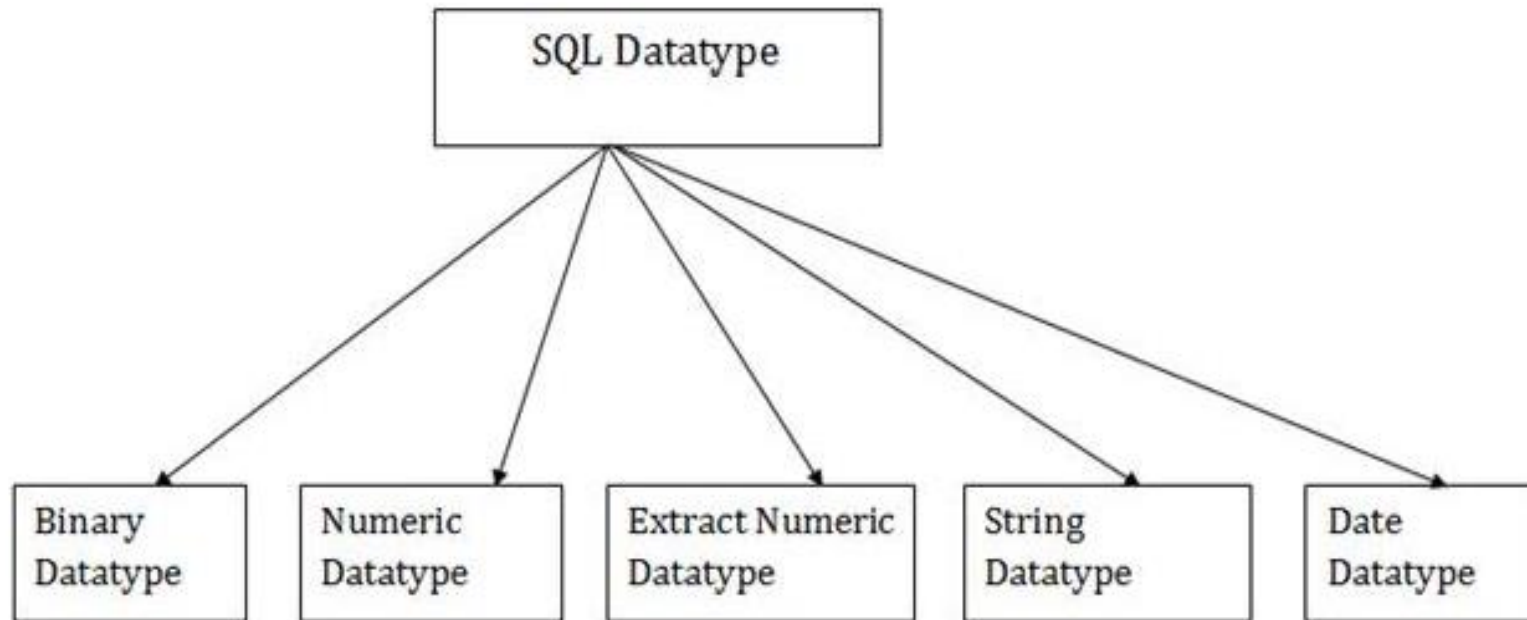 SQL Datatype
Binary
Datatype
Numeric
Datatype
Extract Numeric
Datatype
String
Datatype
Date
Datatype